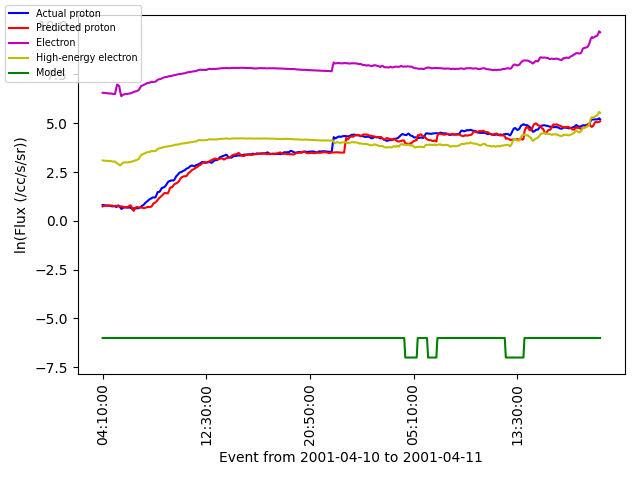 Actual proton
Predicted proton
Electron
High-energy electron
Model
5.0
2.5
0.0
−2.5
−5.0
−7.5
ln(Flux (/cc/s/sr))
04:10:00
12:30:00
20:50:00
05:10:00
13:30:00
Event from 2001-04-10 to 2001-04-11